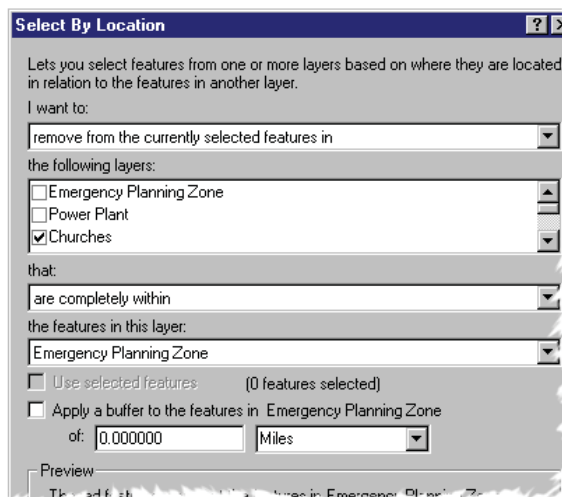 Select By Location
Lets you select features from one or more layers based on where they are located
in relation to the features in another layer.
I want to:
remove from the currently selected features in
the following layers:
Emergency Planning Zone
Power Plant
Churches
that:
are completely within
the features in this layer:
Emergency Planning Zone
Use selected features (0 features selected)
Apply a buffer to the features in Emergency Planning Zone
of: 0.000000 Miles
Preview